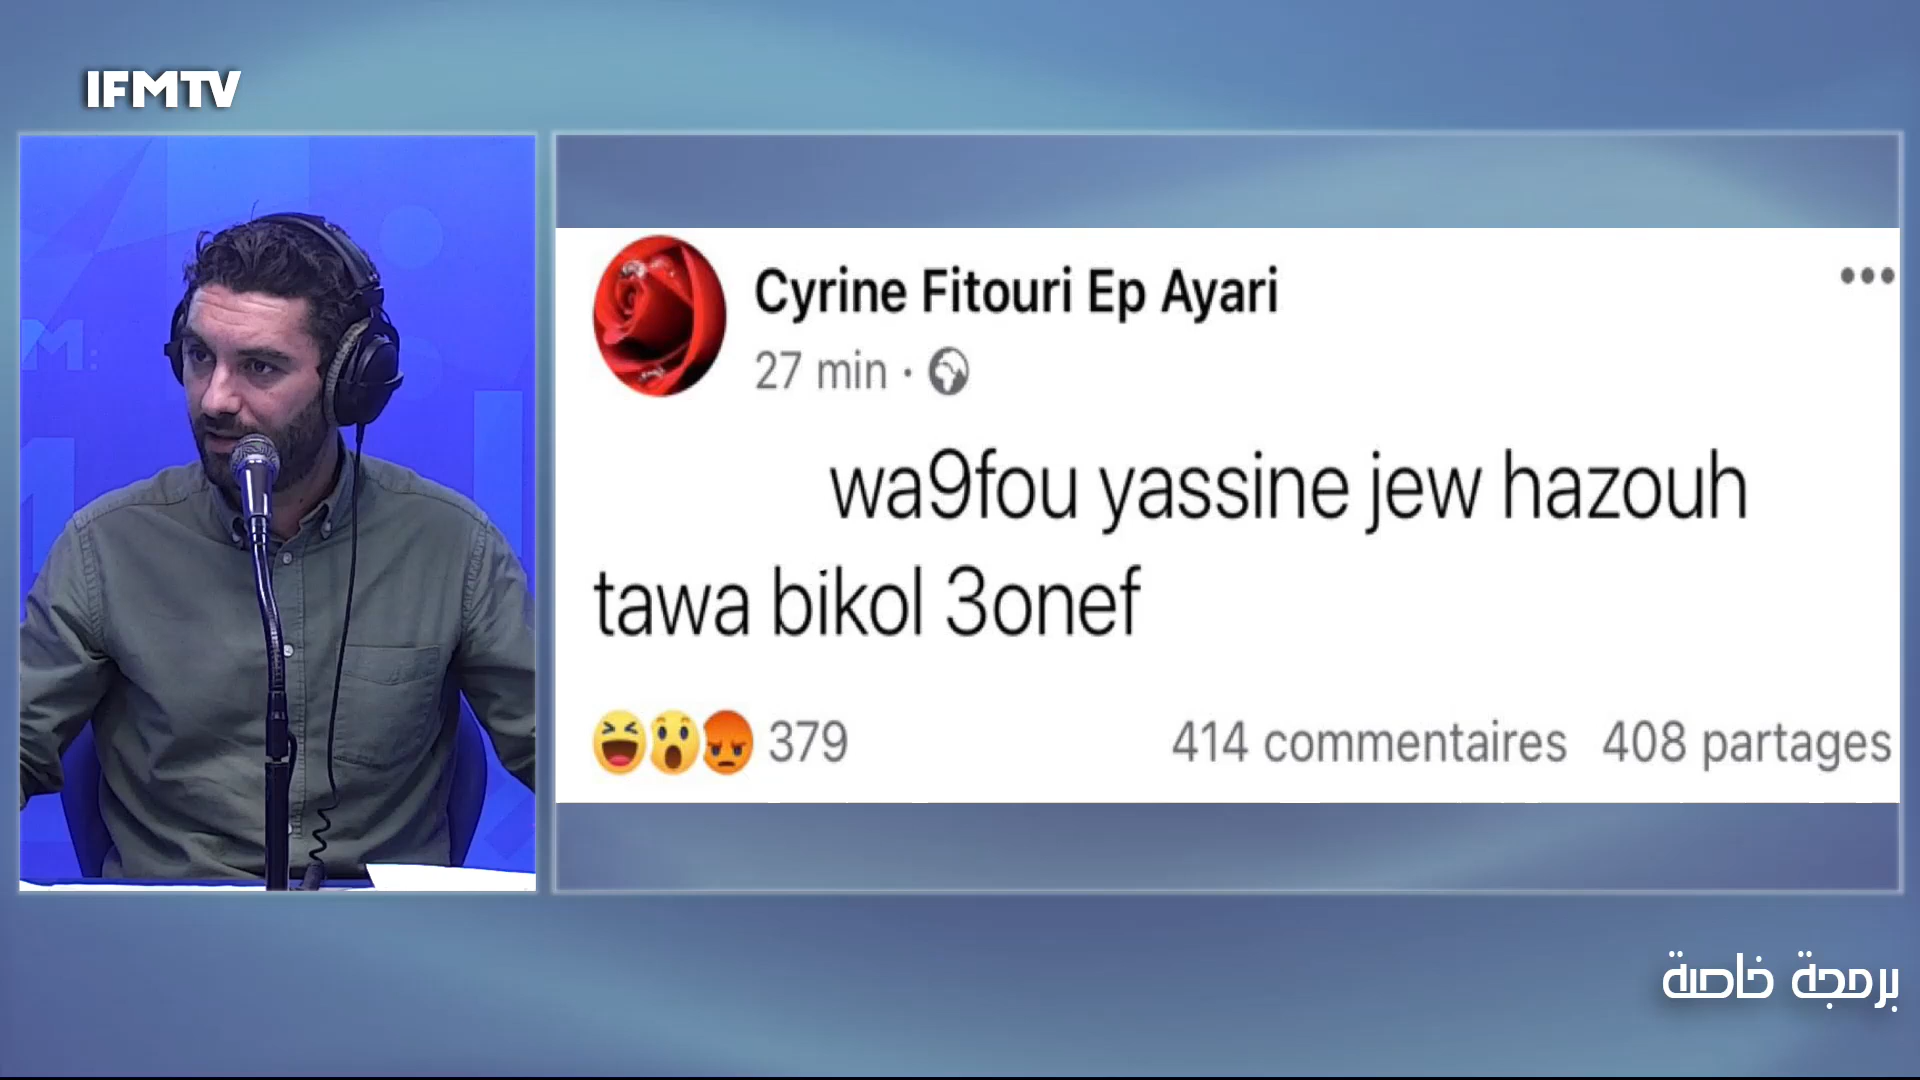 IFMTV
Cyrine Fitouri Ep Ayari
27 min
wa9fou yassine jew hazouh
tawa bikol 3onef
379
414 commentaires 408 partages
برمجة خاصة